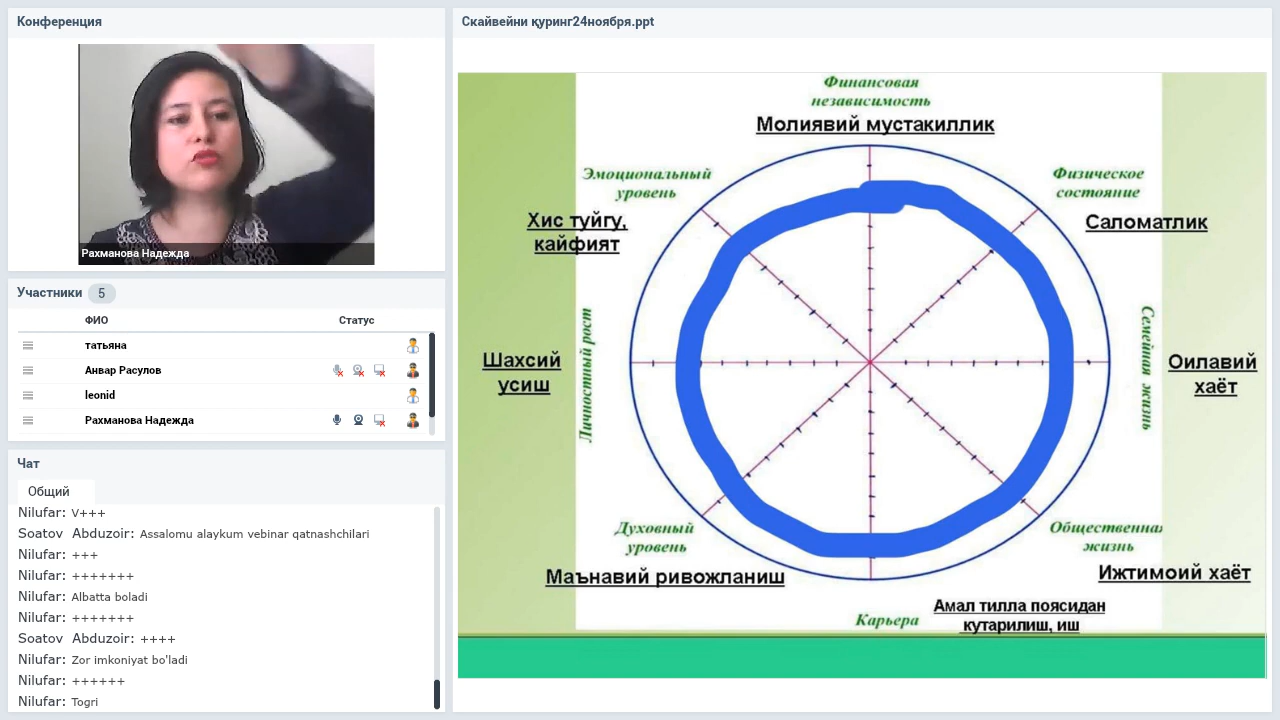 Конференция
Рахманова Надежда
Участники 5
ФИО Статус
татьяна
Анвар Расулов
leonid
Рахманова Надежда
Чат
Общий
Nilufar: V+++
Soatov Abduzoir: Assalomu alaykum vebinar qatnashchilari
Nilufar: +++
Nilufar: +++++++
Nilufar: Albatta boladi
Nilufar: +++++++
Soatov Abduzoir: ++++
Nilufar: Zor imkoniyat bo'ladi
Nilufar: ++++++
Nilufar: Togri
Скайвейни қуринг24ноября.ppt
Финансовая
независимость
Молиявий мустакиллик
Эмоциональный
уровень
Хис туйгу,
кайфият
Физическое
состояние
Саломатлик
Личностный рост
Шахсий
усиш
Семейная жизнь
Оилавий
хаёт
Духовный
уровень
Маънавий ривожланиш
Общественная
жизнь
Ижтимоий хаёт
Карьера
Амал тилла поясидан
кутарилиш, иш